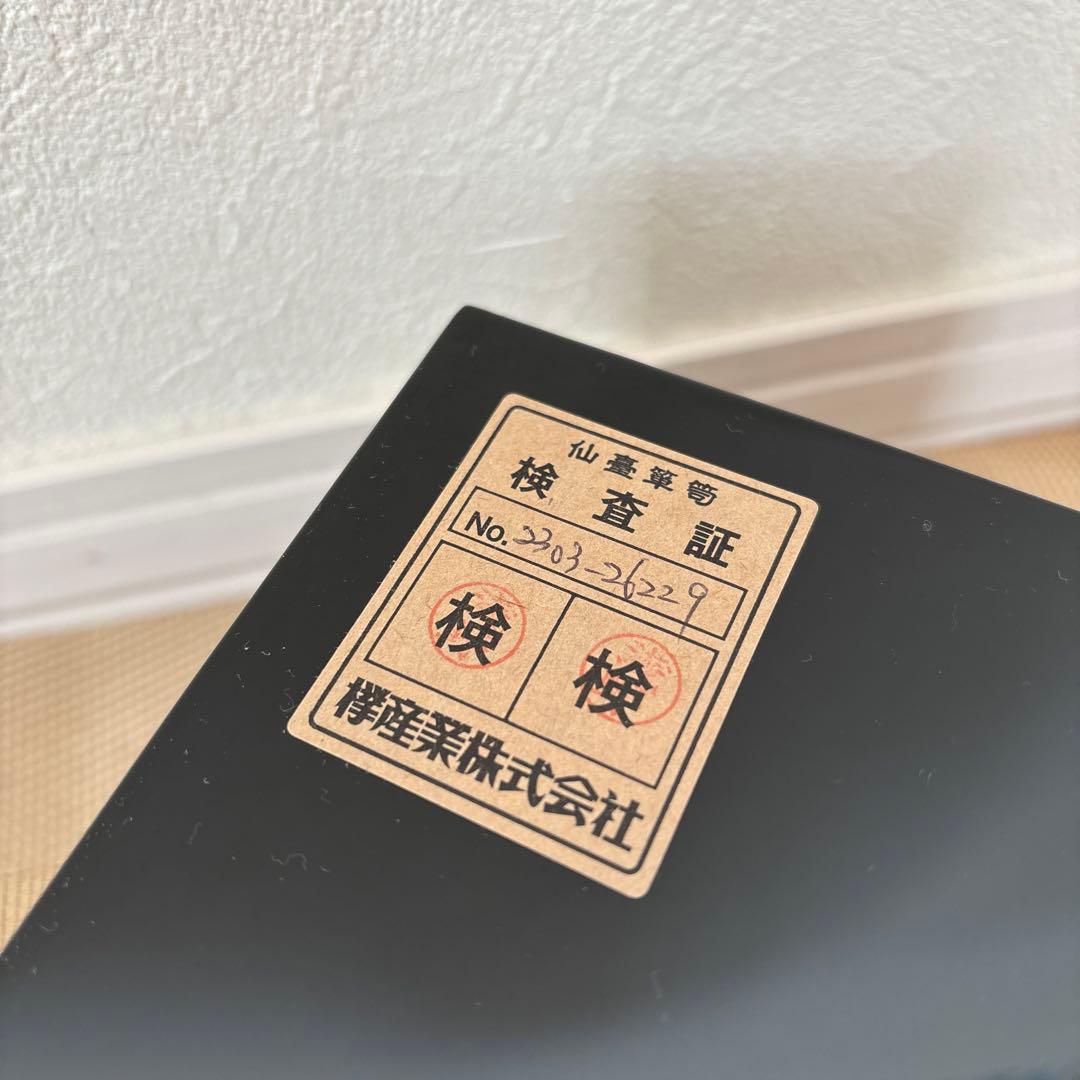 仙臺箪笥
検査証
No. 2303-26229
検 検
欅産業株式会社